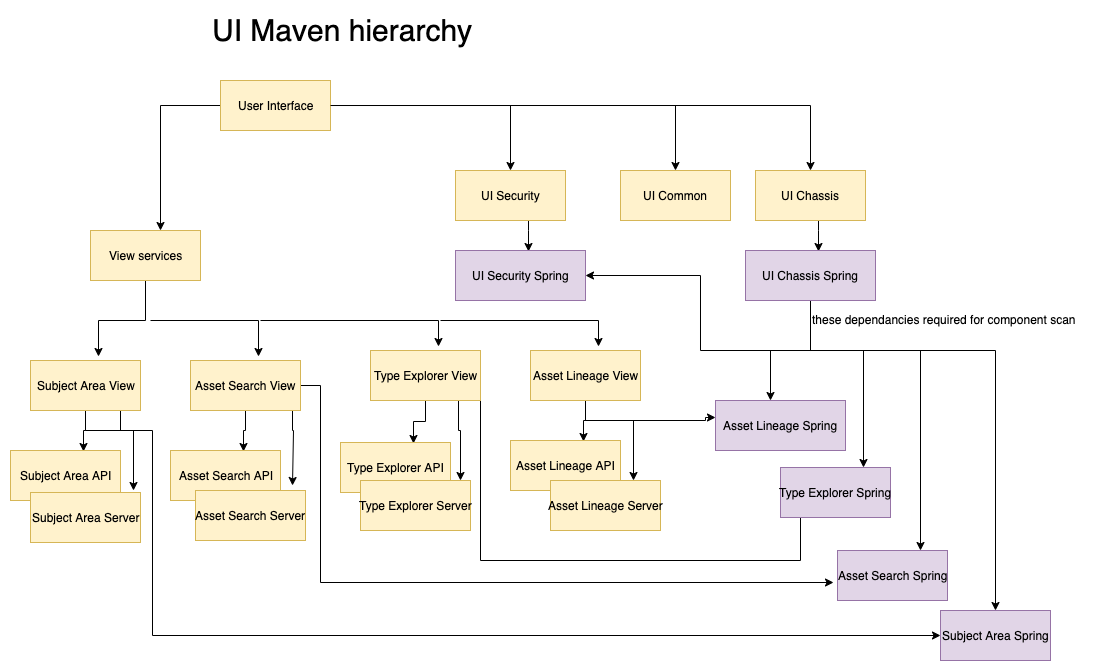 UI Maven hierarchy
User Interface
UI Security
UI Common
UI Chassis
View services
UI Security Spring
UI Chassis Spring
these dependancies required for component scan
Subject Area View
Asset Search View
Type Explorer View
Asset Lineage View
Asset Lineage Spring
Subject Area API
Asset Search API
Type Explorer API
Asset Lineage API
Type Explorer Spring
Subject Area Server
Asset Search Server
Type Explorer Server
Asset Lineage Server
Asset Search Spring
Subject Area Spring